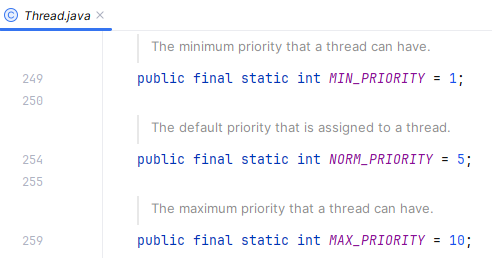 Thread.java
The minimum priority that a thread can have.
249 public final static int MIN_PRIORITY = 1;
250
The default priority that is assigned to a thread.
254 public final static int NORM_PRIORITY = 5;
255
The maximum priority that a thread can have.
259 public final static int MAX_PRIORITY = 10;